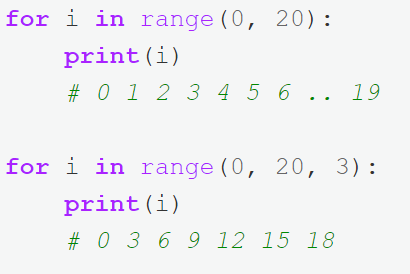 for i in range(0, 20):
    print(i)
    # 0 1 2 3 4 5 6 .. 19

for i in range(0, 20, 3):
    print(i)
    # 0 3 6 9 12 15 18